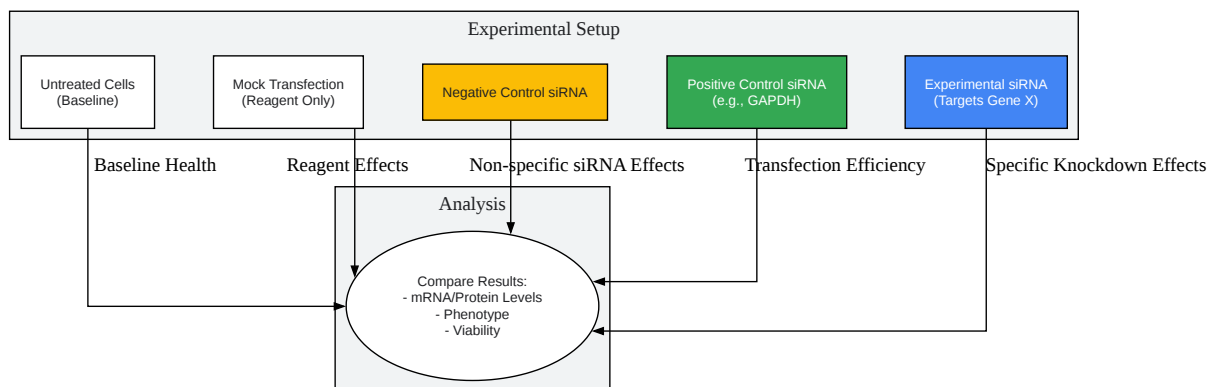 Experimental Setup
Untreated Cells
(Baseline)
Mock Transfection
(Reagent Only)
Negative Control siRNA
Positive Control siRNA
(e.g., GAPDH)
Experimental siRNA
(Targets Gene X)
Baseline Health
Reagent Effects
Non-specific siRNA Effects
Transfection Efficiency
Specific Knockdown Effects
Analysis
Compare Results:
- mRNA/Protein Levels
- Phenotype
- Viability